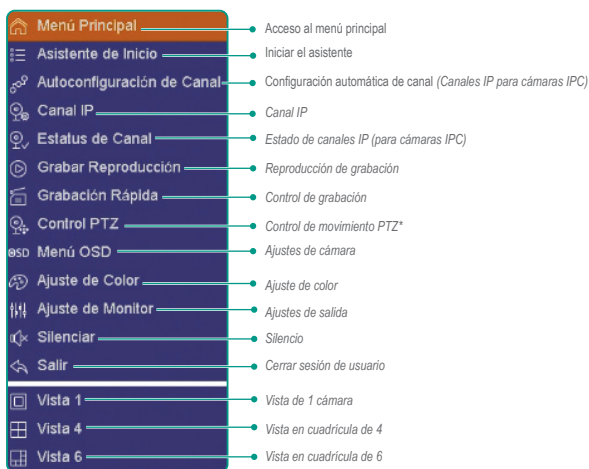 Menú Principal Acceso al menú principal
Asistente de Inicio Iniciar el asistente
Autoconfiguración de Canal Configuración automática de canal (Canales IP para cámaras IPC)
Canal IP Canal IP
Estatus de Canal Estado de canales IP (para cámaras IPC)
Grabar Reproducción Reproducción de grabación
Grabación Rápida Control de grabación
Control PTZ Control de movimiento PTZ*
OSD Menú OSD Ajustes de cámara
Ajuste de Color Ajuste de color
Ajuste de Monitor Ajustes de salida
Silenciar Silencio
Salir Cerrar sesión de usuario
Vista 1 Vista de 1 cámara
Vista 4 Vista en cuadrícula de 4
Vista 6 Vista en cuadrícula de 6